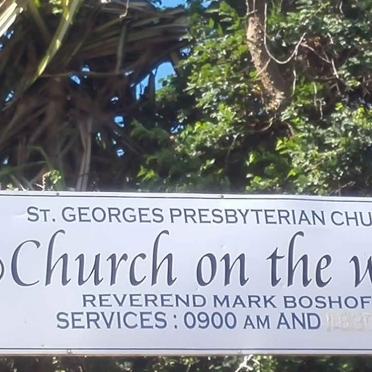 ST. GEORGES PRESBYTERIAN CHU
Church on the w
REVEREND MARK BOSHOF
SERVICES : 0900 AM AND